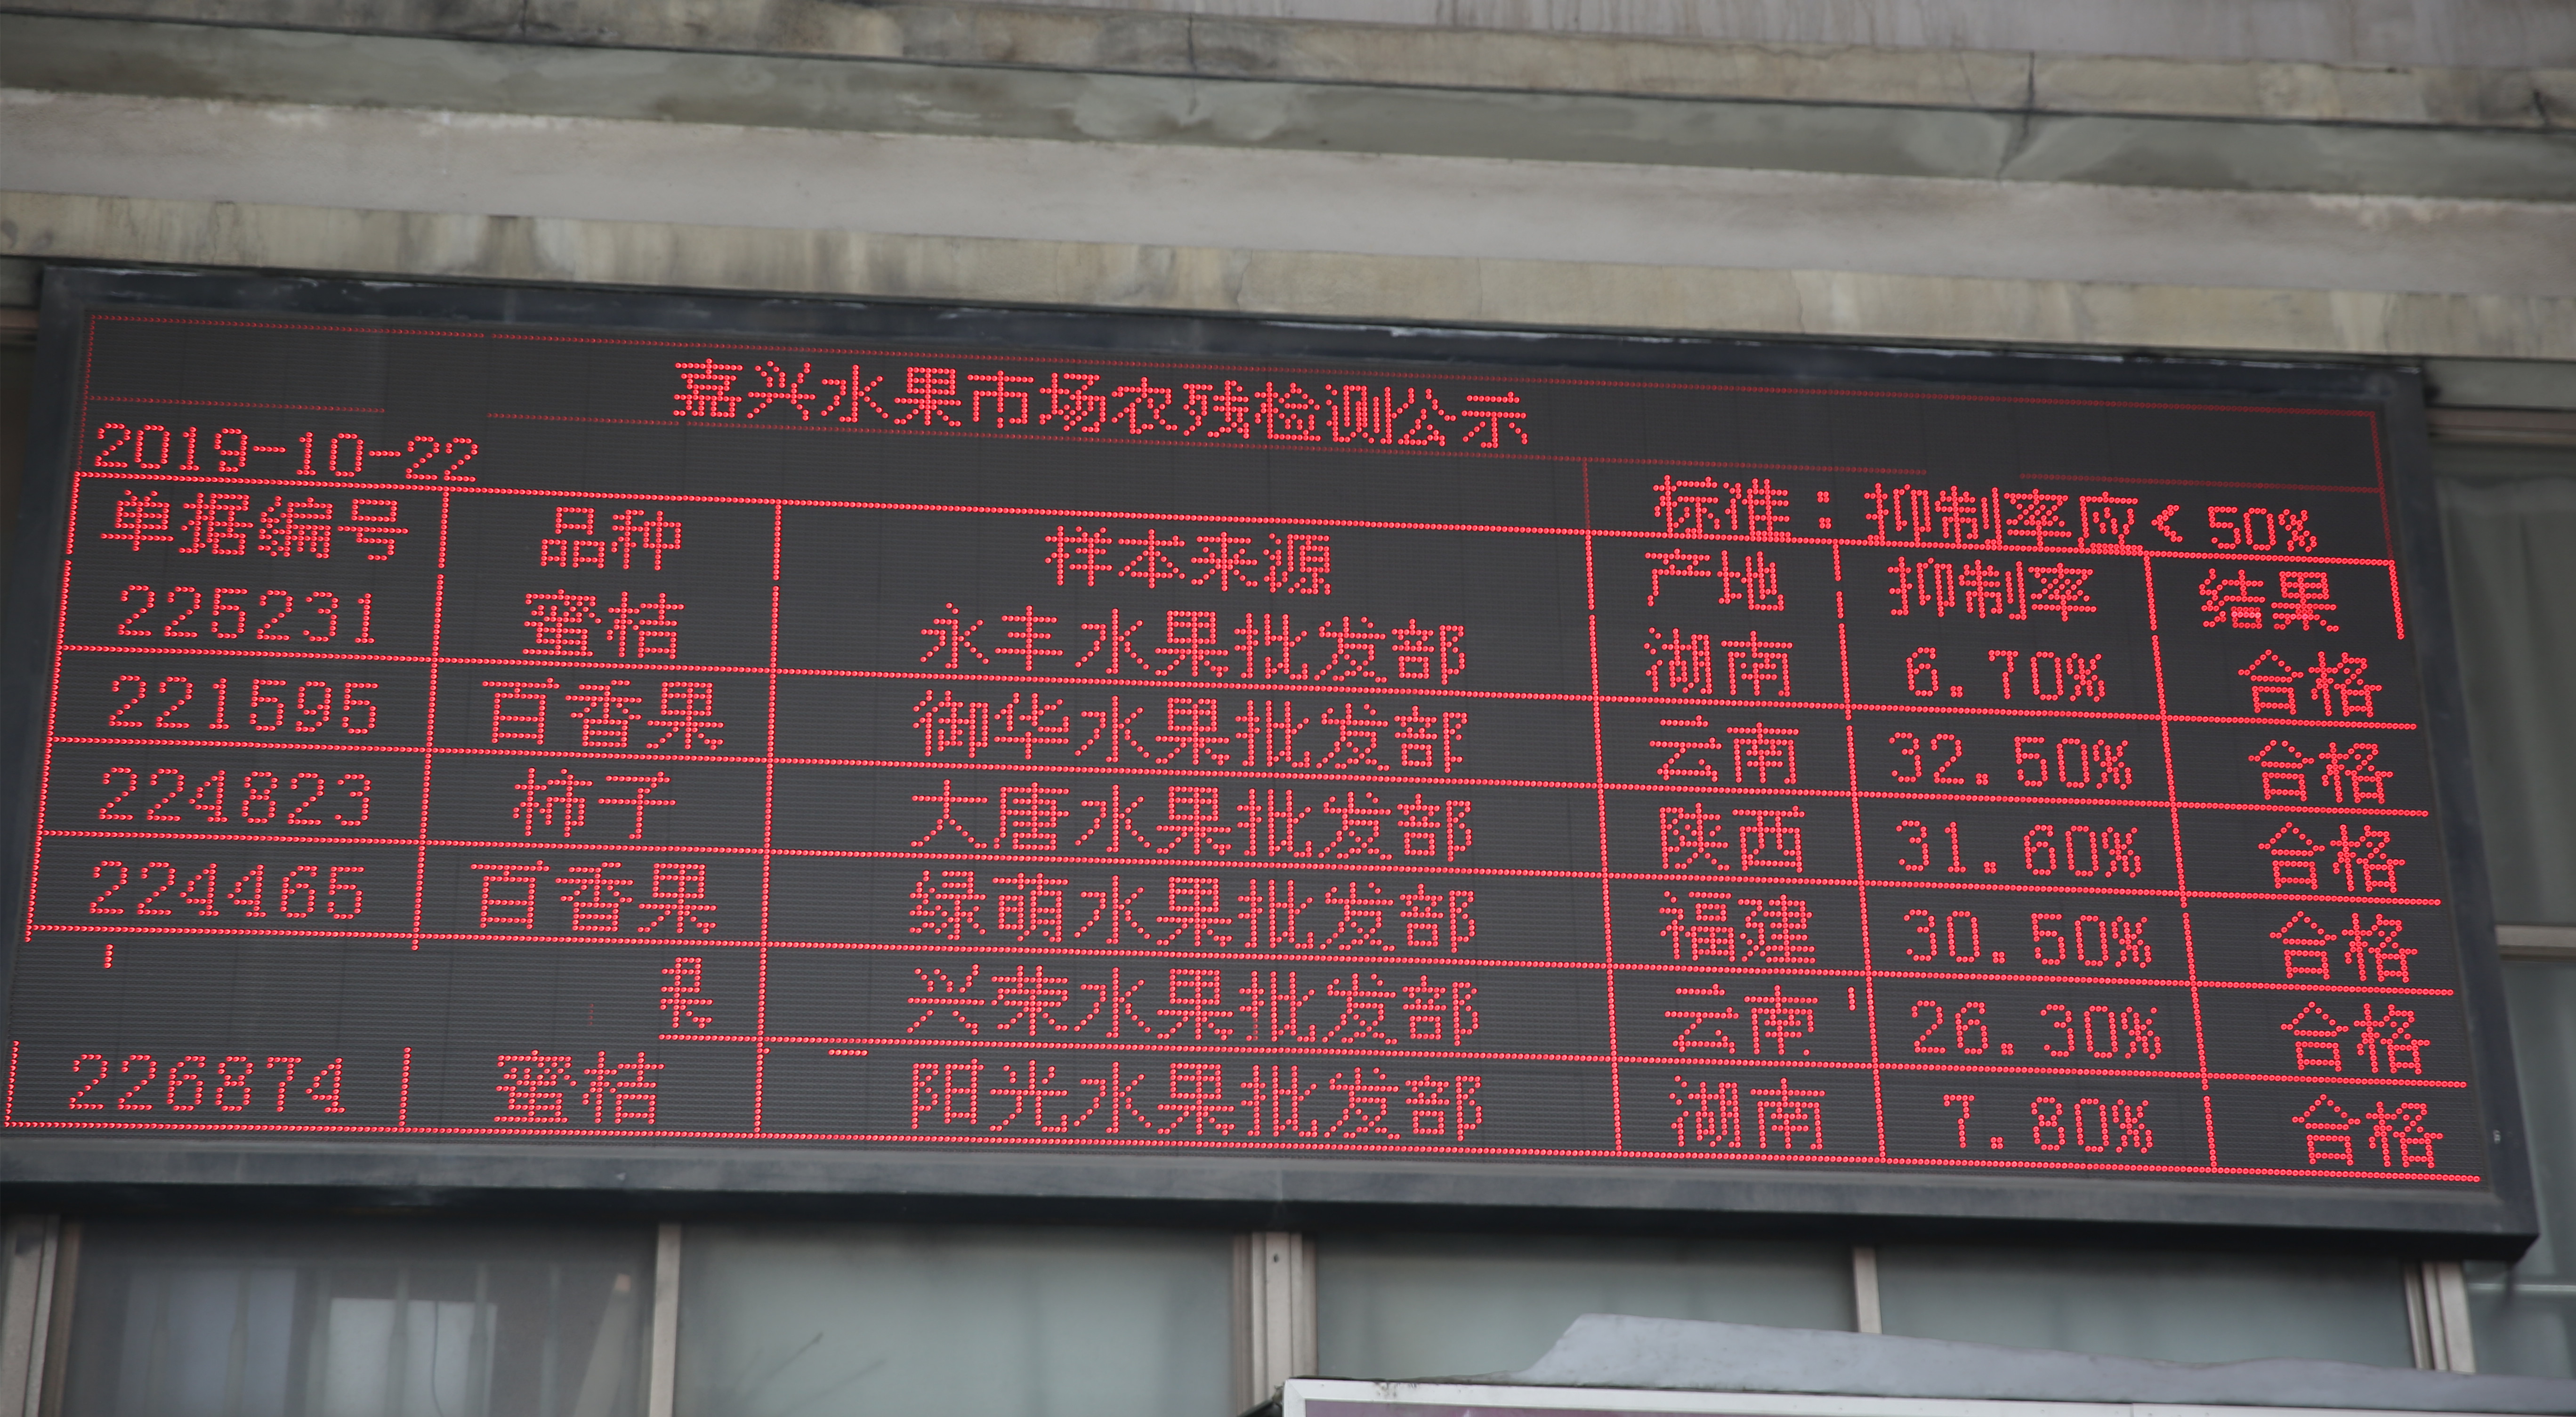 嘉兴水果市场农残检测公示
2019-10-22 标准：抑制率应< 50%
单据编号 品种 样本来源 产地 抑制率 结果
225231 蜜桔 永丰水果批发部 湖南 6.70% 合格
221595 百香果 御华水果批发部 云南 32.50% 合格
224823 柿子 大唐水果批发部 陕西 31.60% 合格
224465 百香果 绿萌水果批发部 福建 30.50% 合格
兴荣水果批发部 云南 26.30% 合格
226874 蜜桔 阳光水果批发部 湖南 7.80% 合格